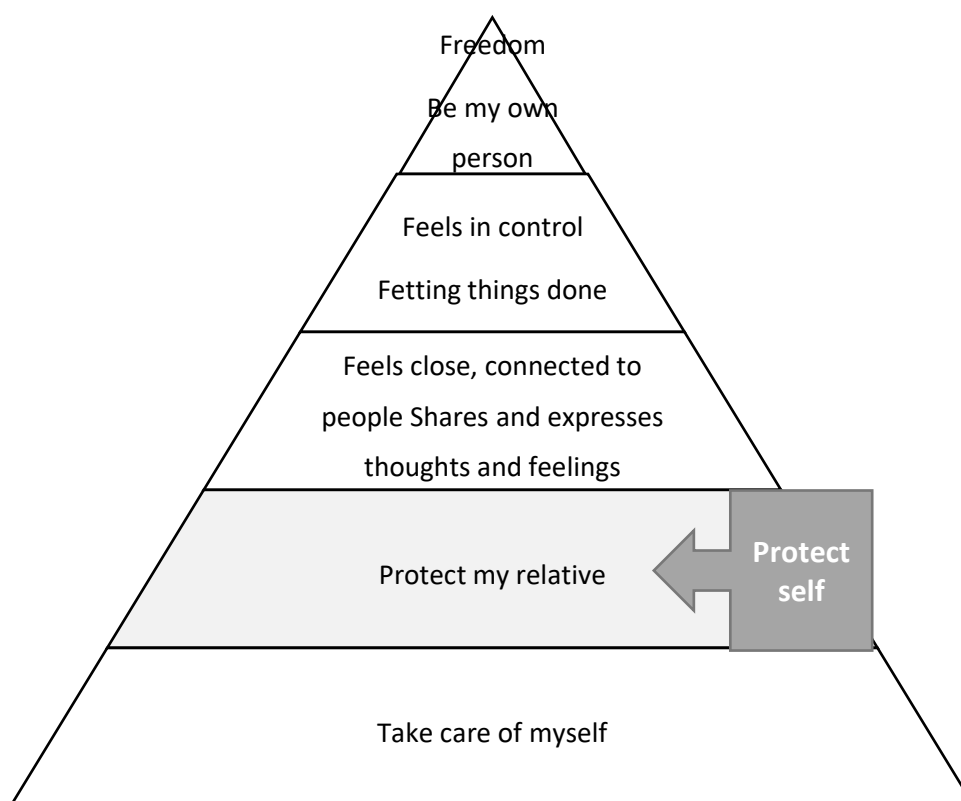 Freedom
Be my own
person
Feels in control
Fetting things done
Feels close, connected to
people Shares and expresses
thoughts and feelings
Protect my relative
Protect
self
Take care of myself